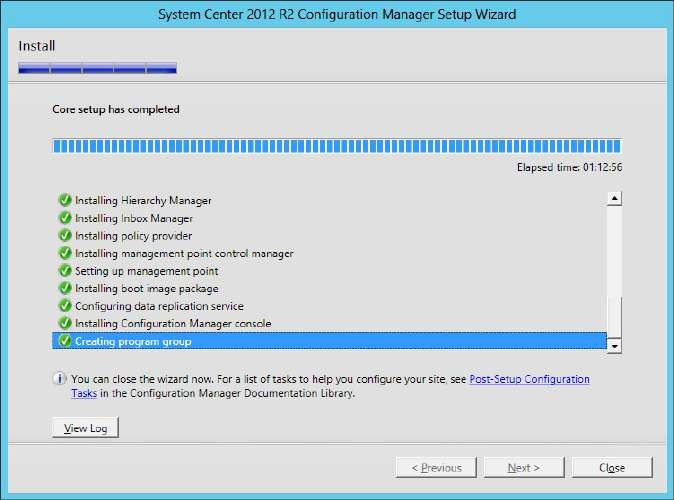 System Center 2012 R2 Configuration Manager Setup Wizard
Install
Core setup has completed
Elapsed time: 01:12:56
Installing Hierarchy Manager
Installing Inbox Manager
Installing policy provider
Installing management point control manager
Setting up management point
Installing boot image package
Configuring data replication service
Installing Configuration Manager console
Creating program group
You can close the wizard now. For a list of tasks to help you configure your site, see Post-Setup Configuration
Tasks in the Configuration Manager Documentation Library.
View Log
< Previous
Next >
Close